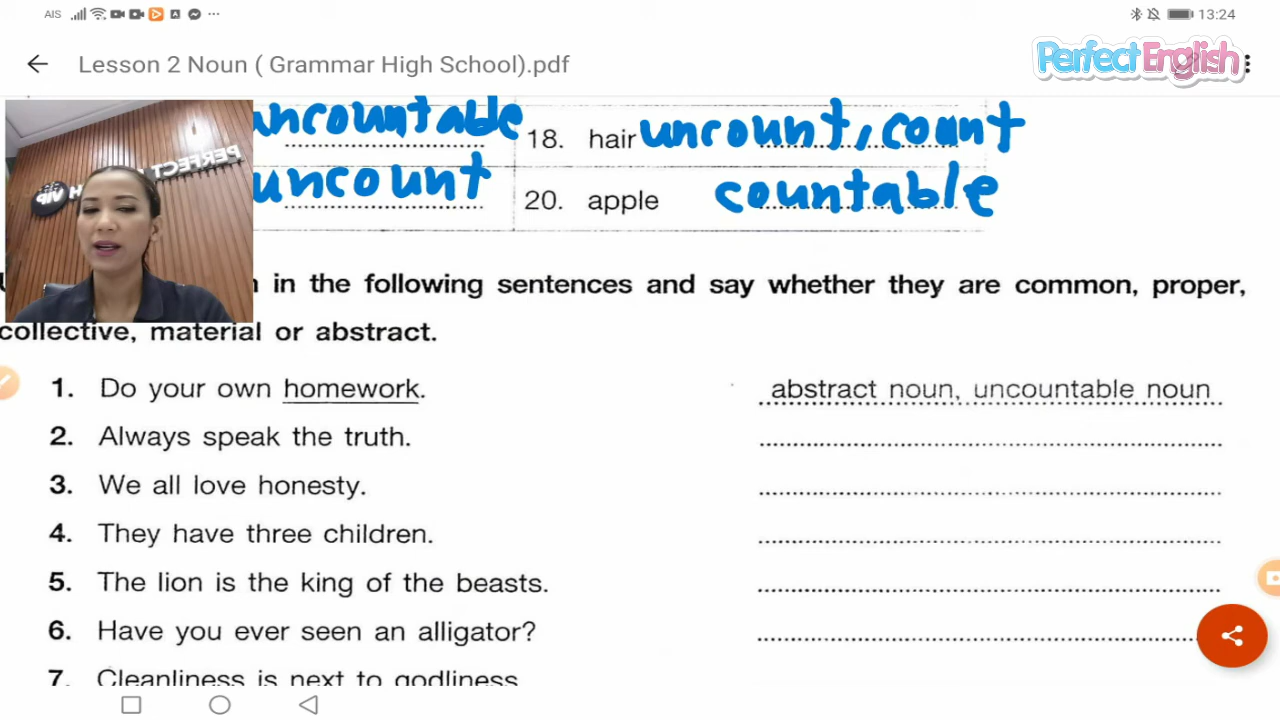 AIS 13:24
Lesson 2 Noun ( Grammar High School).pdf
Perfect English
uncountable 18. hair uncount, count
uncount 20. apple countable
in the following sentences and say whether they are common, proper,
collective, material or abstract.
1. Do your own homework. abstract noun, uncountable noun
2. Always speak the truth.
3. We all love honesty.
4. They have three children.
5. The lion is the king of the beasts.
6. Have you ever seen an alligator?
7. Cleanliness is next to godliness